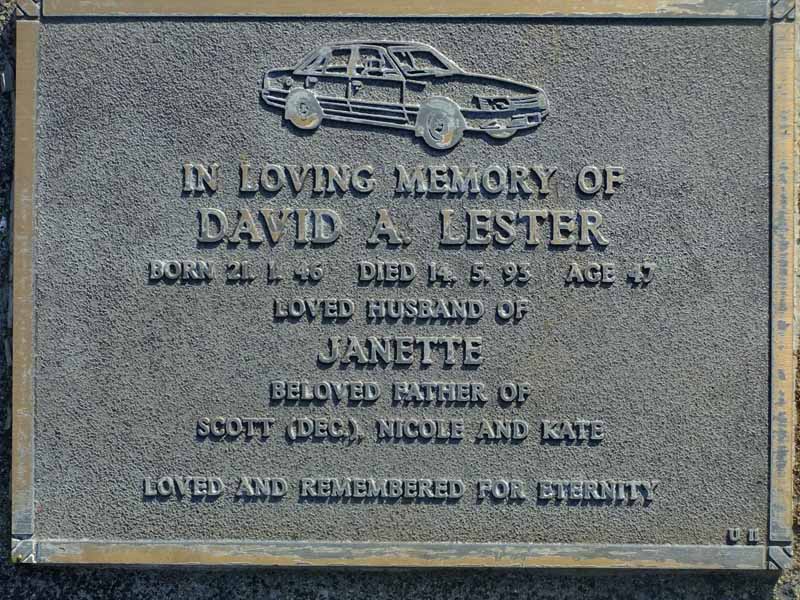 IN LOVING MEMORY OF
DAVID A. LESTER
BORN 21. 1. 46 DIED 14. 5. 93 AGE 47
LOVED HUSBAND OF
JANETTE
BELOVED FATHER OF
SCOTT (DEC.), NICOLE AND KATE
LOVED AND REMEMBERED FOR ETERNITY